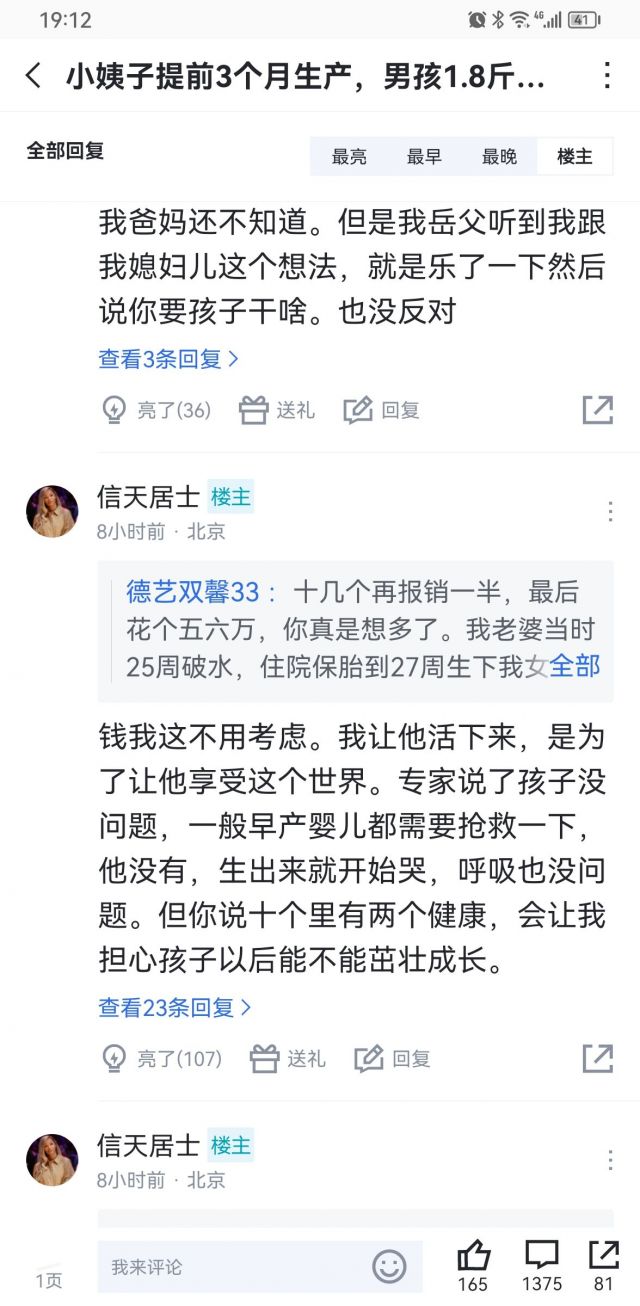 19:12
4G
41
小姨子提前3个月生产，男孩1.8斤...
全部回复
最亮 最早 最晚 楼主
我爸妈还不知道。但是我岳父听到我跟
我媳妇儿这个想法，就是乐了一下然后
说你要孩子干啥。也没反对
查看3条回复
亮了(36) 送礼 回复
信天居士 楼主
8小时前 · 北京
德艺双馨33： 十几个再报销一半，最后
花个五六万，你真是想多了。我老婆当时
25周破水，住院保胎到27周生下我女全部
钱我这不用考虑。我让他活下来，是为
了让他享受这个世界。专家说了孩子没
问题，一般早产婴儿都需要抢救一下，
他没有，生出来就开始哭，呼吸也没问
题。但你说十个里有两个健康，会让我
担心孩子以后能不能茁壮成长。
查看23条回复
亮了(107) 送礼 回复
信天居士 楼主
8小时前 · 北京
1页
我来评论
165 1375 81